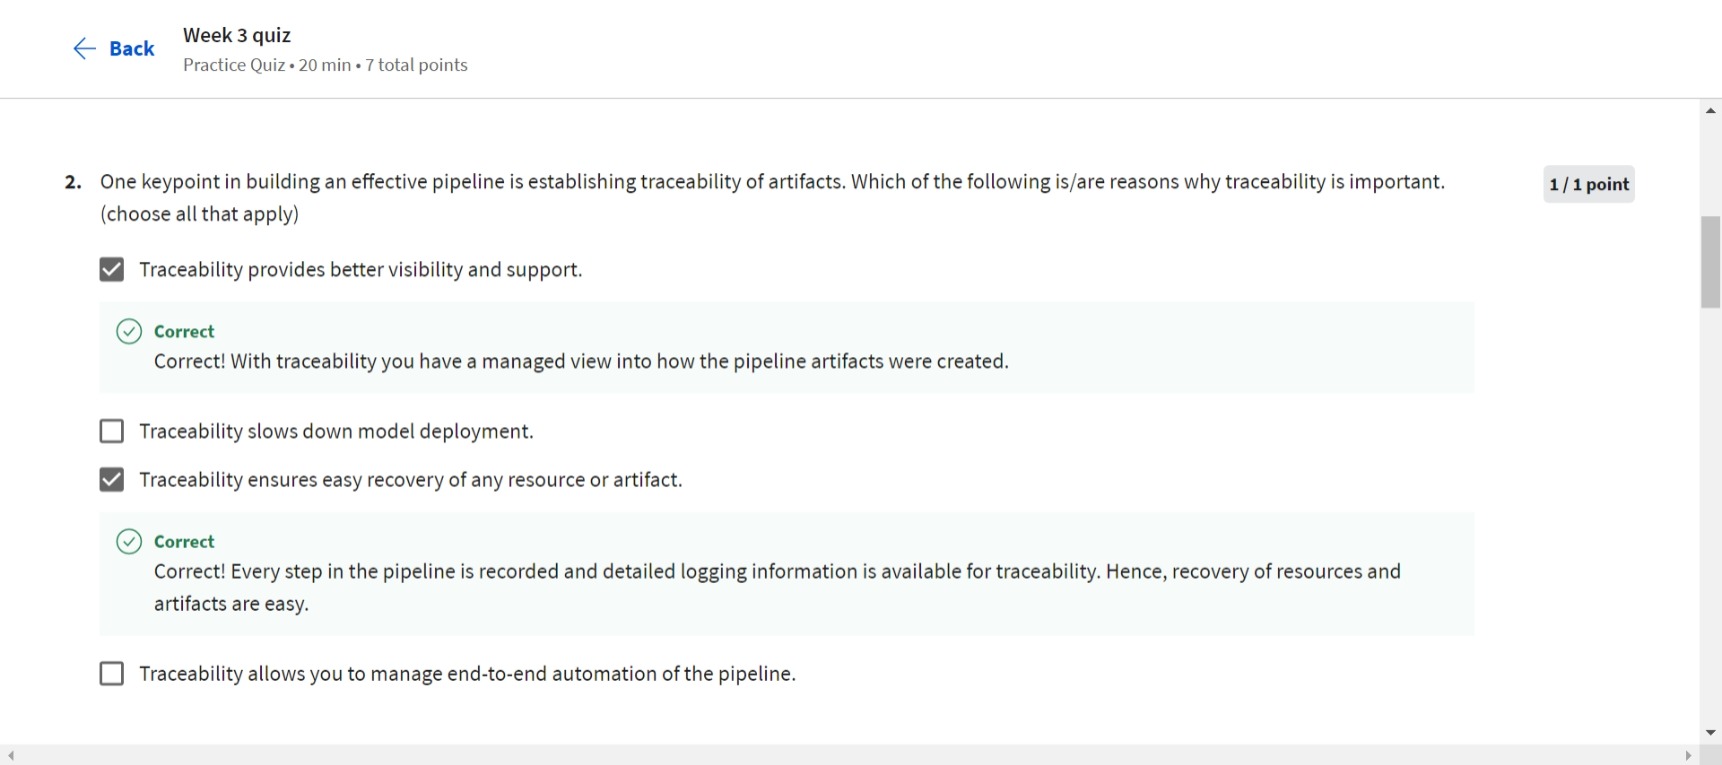 Back
Week 3 quiz
Practice Quiz • 20 min • 7 total points
2. One keypoint in building an effective pipeline is establishing traceability of artifacts. Which of the following is/are reasons why traceability is important.
(choose all that apply)
1 / 1 point
Traceability provides better visibility and support.
Correct
Correct! With traceability you have a managed view into how the pipeline artifacts were created.
Traceability slows down model deployment.
Traceability ensures easy recovery of any resource or artifact.
Correct
Correct! Every step in the pipeline is recorded and detailed logging information is available for traceability. Hence, recovery of resources and
artifacts are easy.
Traceability allows you to manage end-to-end automation of the pipeline.